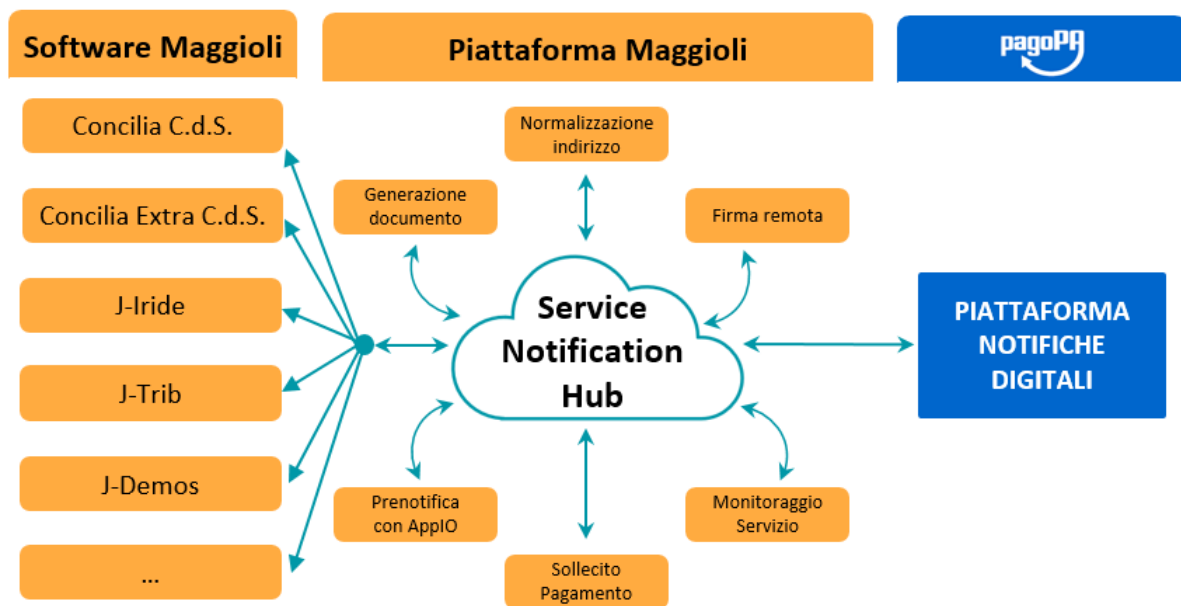 Software Maggioli
Piattaforma Maggioli
pagoPA
Concilia C.d.S.
Concilia Extra C.d.S.
J-Iride
J-Trib
J-Demos
...
Normalizzazione
indirizzo
Generazione
documento
Firma remota
Service
Notification
Hub
Prenotifica
con AppIO
Monitoraggio
Servizio
Sollecito
Pagamento
PIATTAFORMA
NOTIFICHE
DIGITALI